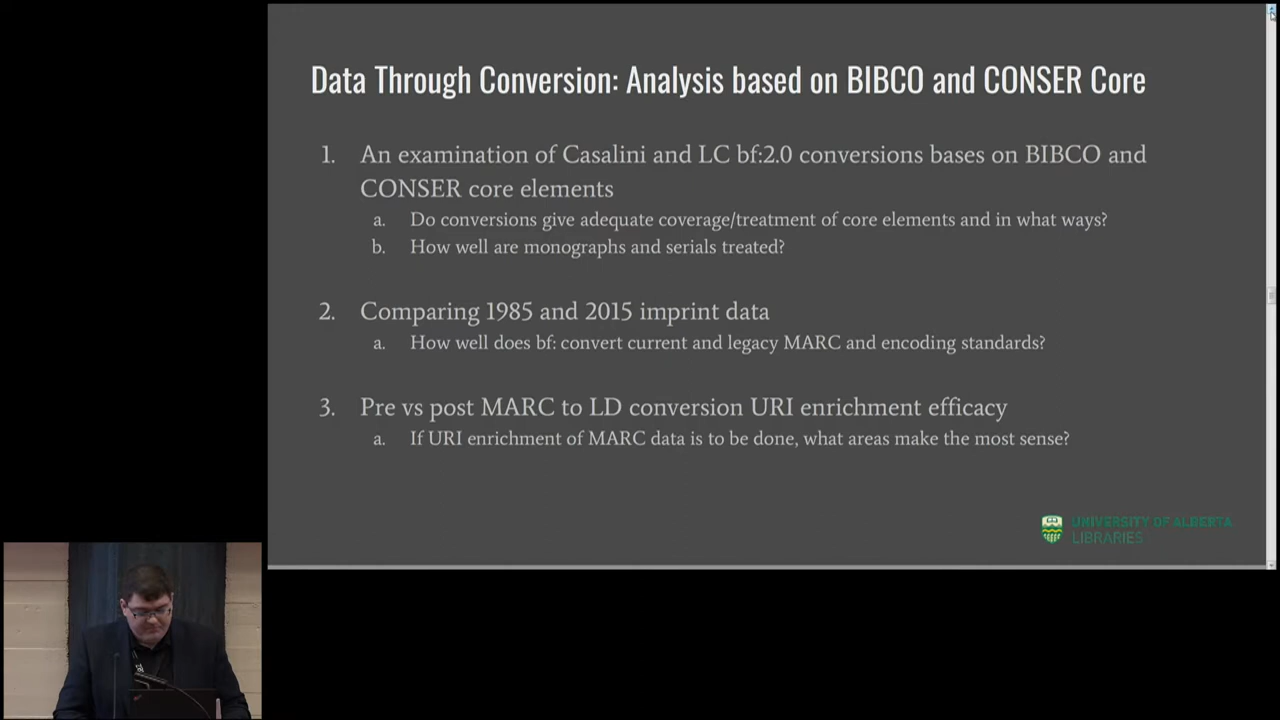 Data Through Conversion: Analysis based on BIBCO and CONSER Core
1. An examination of Casalini and LC bf:2.0 conversions bases on BIBCO and
CONSER core elements
a. Do conversions give adequate coverage/treatment of core elements and in what ways?
b. How well are monographs and serials treated?
2. Comparing 1985 and 2015 imprint data
a. How well does bf: convert current and legacy MARC and encoding standards?
3. Pre vs post MARC to LD conversion URI enrichment efficacy
a. If URI enrichment of MARC data is to be done, what areas make the most sense?
UNIVERSITY OF ALBERTA
LIBRARIES